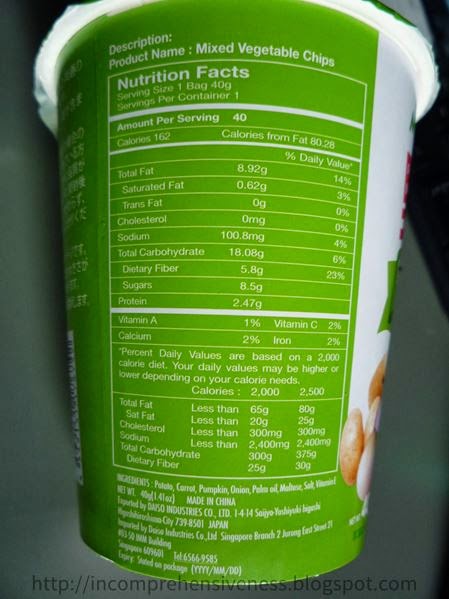 Description:
Product Name : Mixed Vegetable Chips
Nutrition Facts
Serving Size 1 Bag 40g
Servings Per Container 1
Amount Per Serving 40
Calories 162 Calories from Fat 80.28
% Daily Value*
Total Fat 8.92g 14%
Saturated Fat 0.62g 3%
Trans Fat 0g 0%
Cholesterol 0mg 0%
Sodium 100.8mg 4%
Total Carbohydrate 18.08g 6%
Dietary Fiber 5.8g 23%
Sugars 8.5g
Protein 2.47g
Vitamin A 1% Vitamin C 2%
Calcium 2% Iron 2%
*Percent Daily Values are based on a 2,000
calorie diet. Your daily values may be higher or
lower depending on your calorie needs.
Calories : 2,000 2,500
Total Fat Less than 65g 80g
Sat Fat Less than 20g 25g
Cholesterol Less than 300mg 300mg
Sodium Less than 2,400mg 2,400mg
Total Carbohydrate 300g 375g
Dietary Fiber 25g 30g
INGREDIENTS : Potato, Carrot, Pumpkin, Onion, Palm oil, Maltose, Salt, Vitamin E
NET WT. 40g(1.41oz) MADE IN CHINA
Exported by DAISO INDUSTRIES CO., LTD. 1-4-14 Saijyo-Yoshiyuki higashi
Higashihiroshima-City 739-8501 JAPAN
Imported by Daiso Industries Co.,Ltd Singapore Branch 2 Jurong East Street 21
#03-50 IMM Building
Singapore 609601 Tel:6566-9585
Expiry: Stated on package (YYYY/MM/DD)
http://incomprehensiveness.blogspot.com